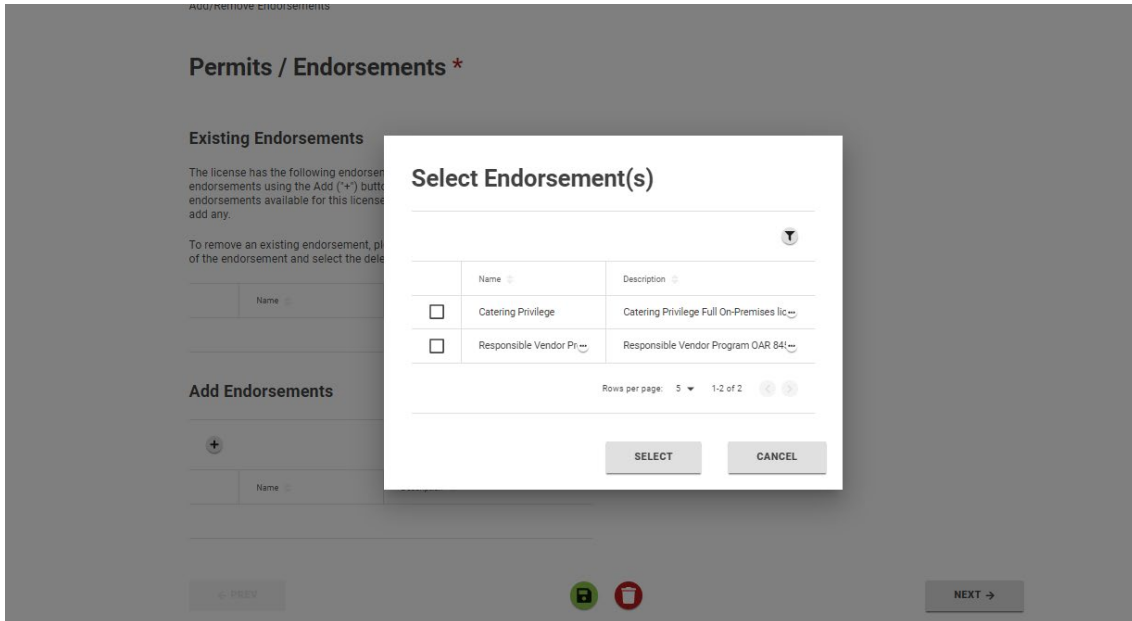 Add/Remove Endorsements
Permits / Endorsements *
Existing Endorsements
The license has the following endorsem
endorsements using the Add ("+") butto
endorsements available for this license
add any.
To remove an existing endorsement, pl
of the endorsement and select the dele
Name
Add Endorsements
+
Name
Select Endorsement(s)
Name Description
Catering Privilege Catering Privilege Full On-Premises lic...
Responsible Vendor Pr... Responsible Vendor Program OAR 845...
Rows per page: 5 1-2 of 2 < >
SELECT CANCEL
PREV NEXT →